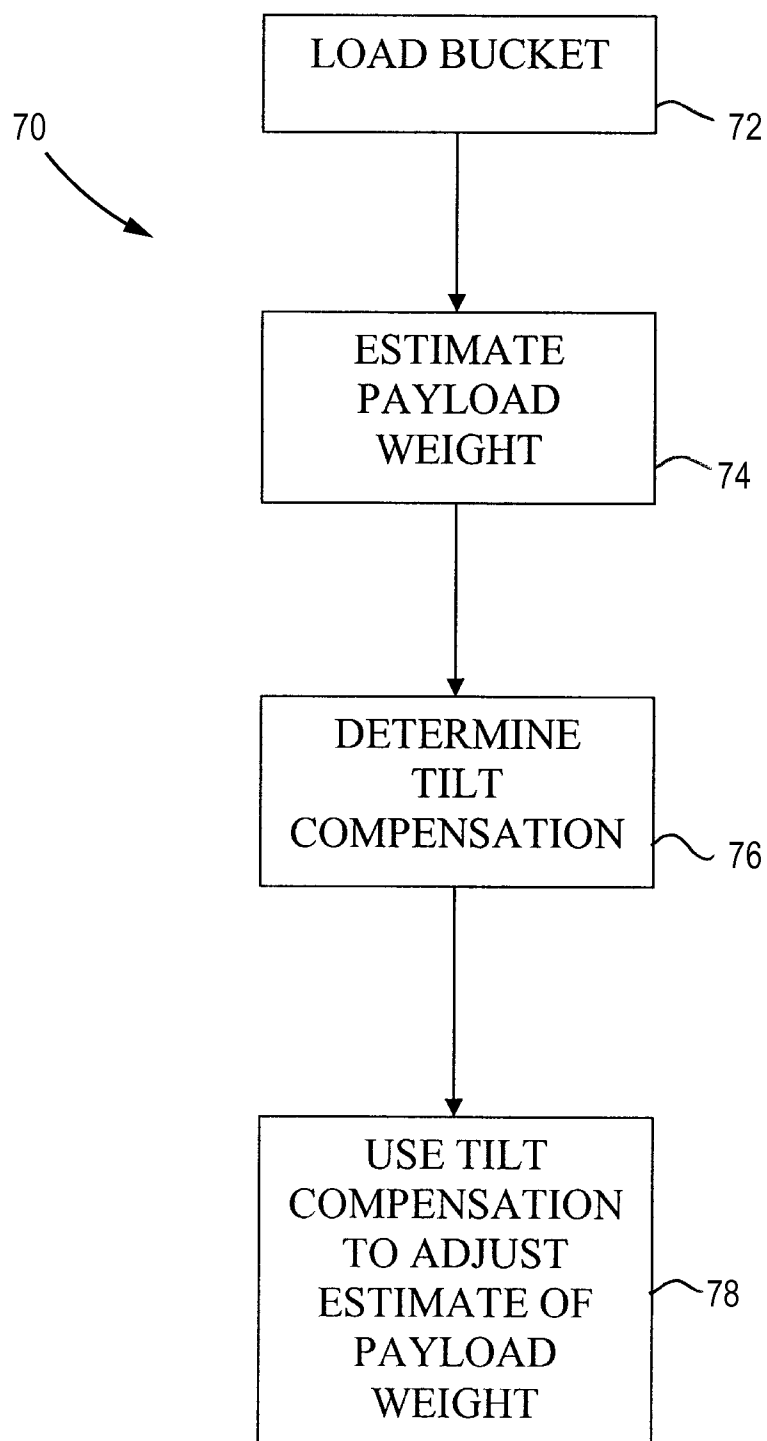 LOAD BUCKET
72
70
ESTIMATE
PAYLOAD
WEIGHT
74
DETERMINE
TILT
COMPENSATION
76
USE TILT
COMPENSATION
TO ADJUST
ESTIMATE OF
PAYLOAD
WEIGHT
78